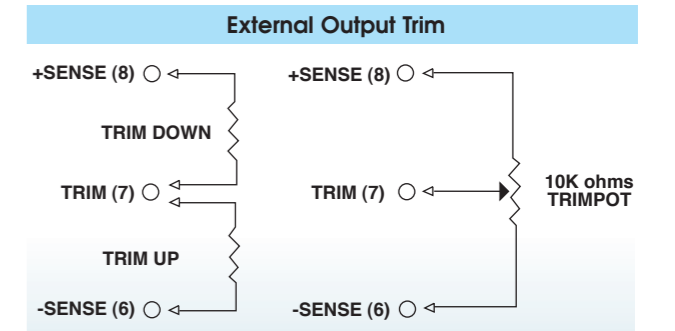 External Output Trim
+SENSE (8)
TRIM DOWN
TRIM (7)
TRIM UP
-SENSE (6)
+SENSE (8)
TRIM (7)
10K ohms
TRIMPOT
-SENSE (6)